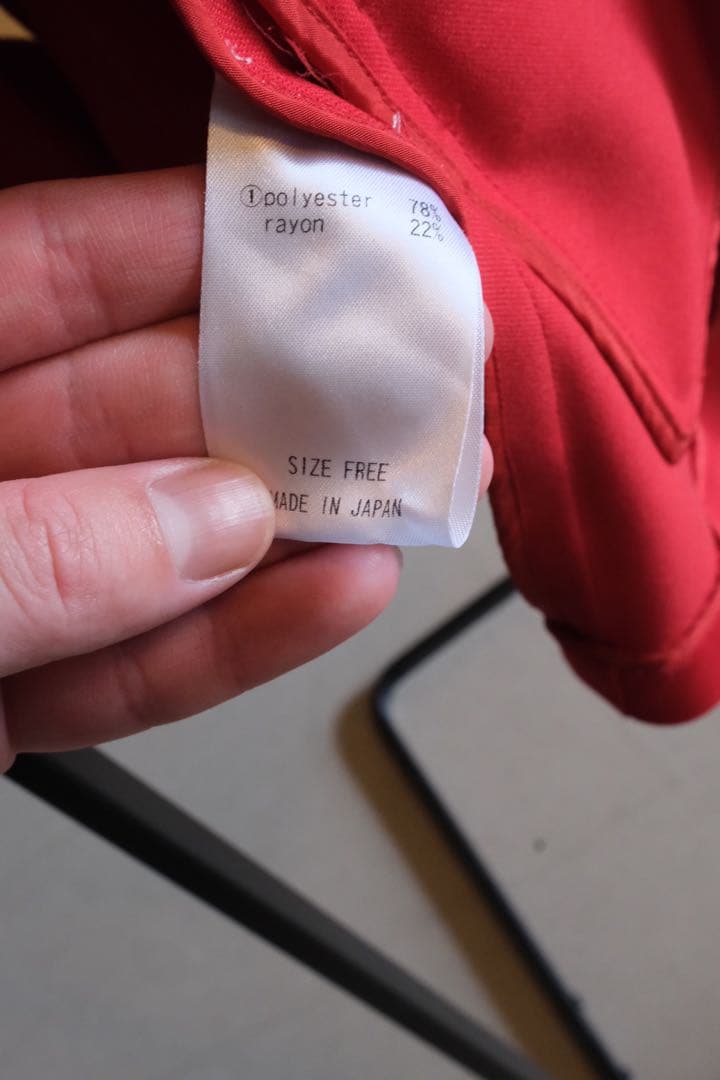 ①polyester 78%
rayon 22%
SIZE FREE
MADE IN JAPAN